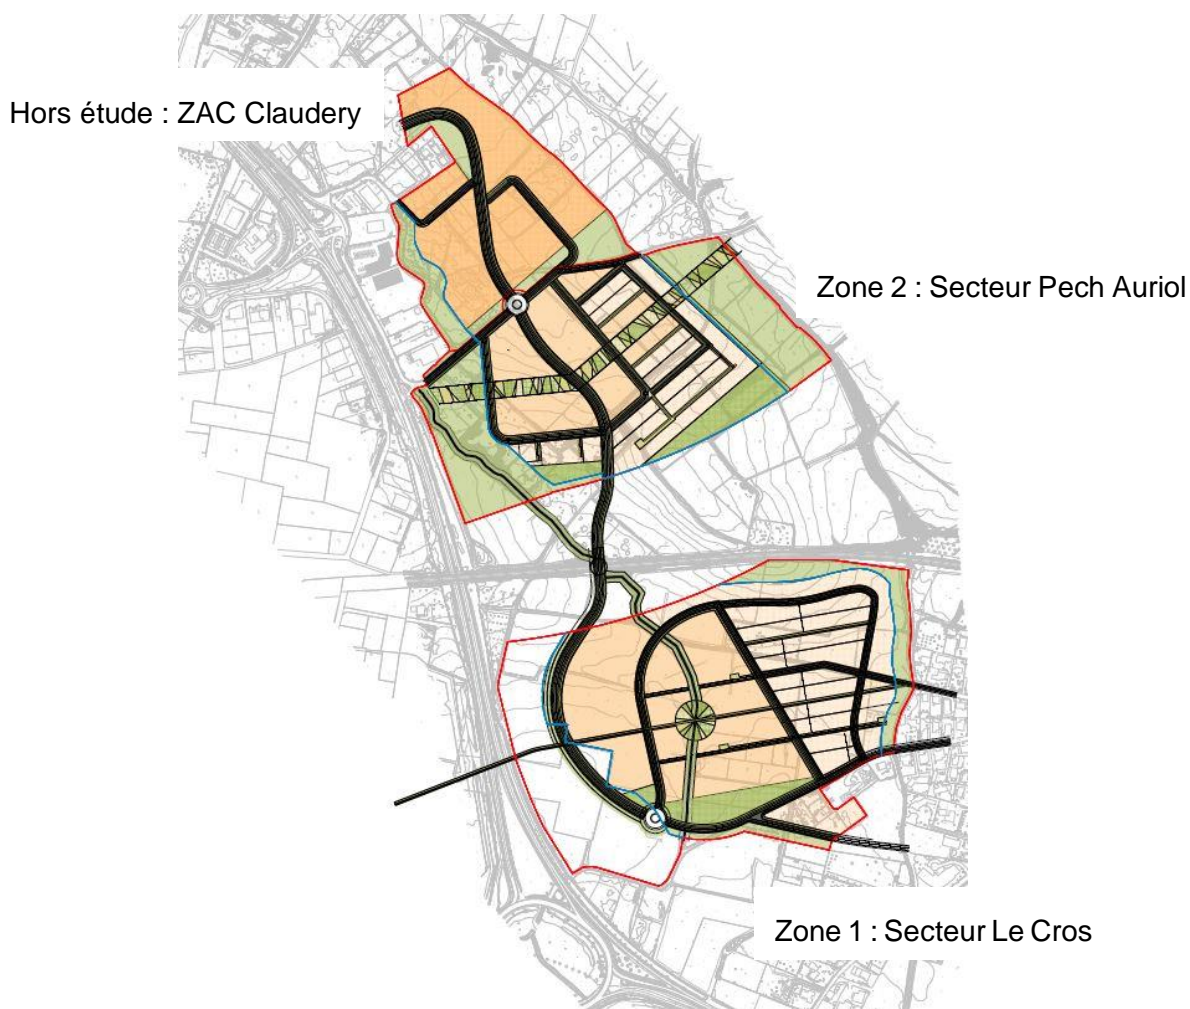 Hors étude : ZAC Claudery
Zone 2 : Secteur Pech Auriol
Zone 1 : Secteur Le Cros